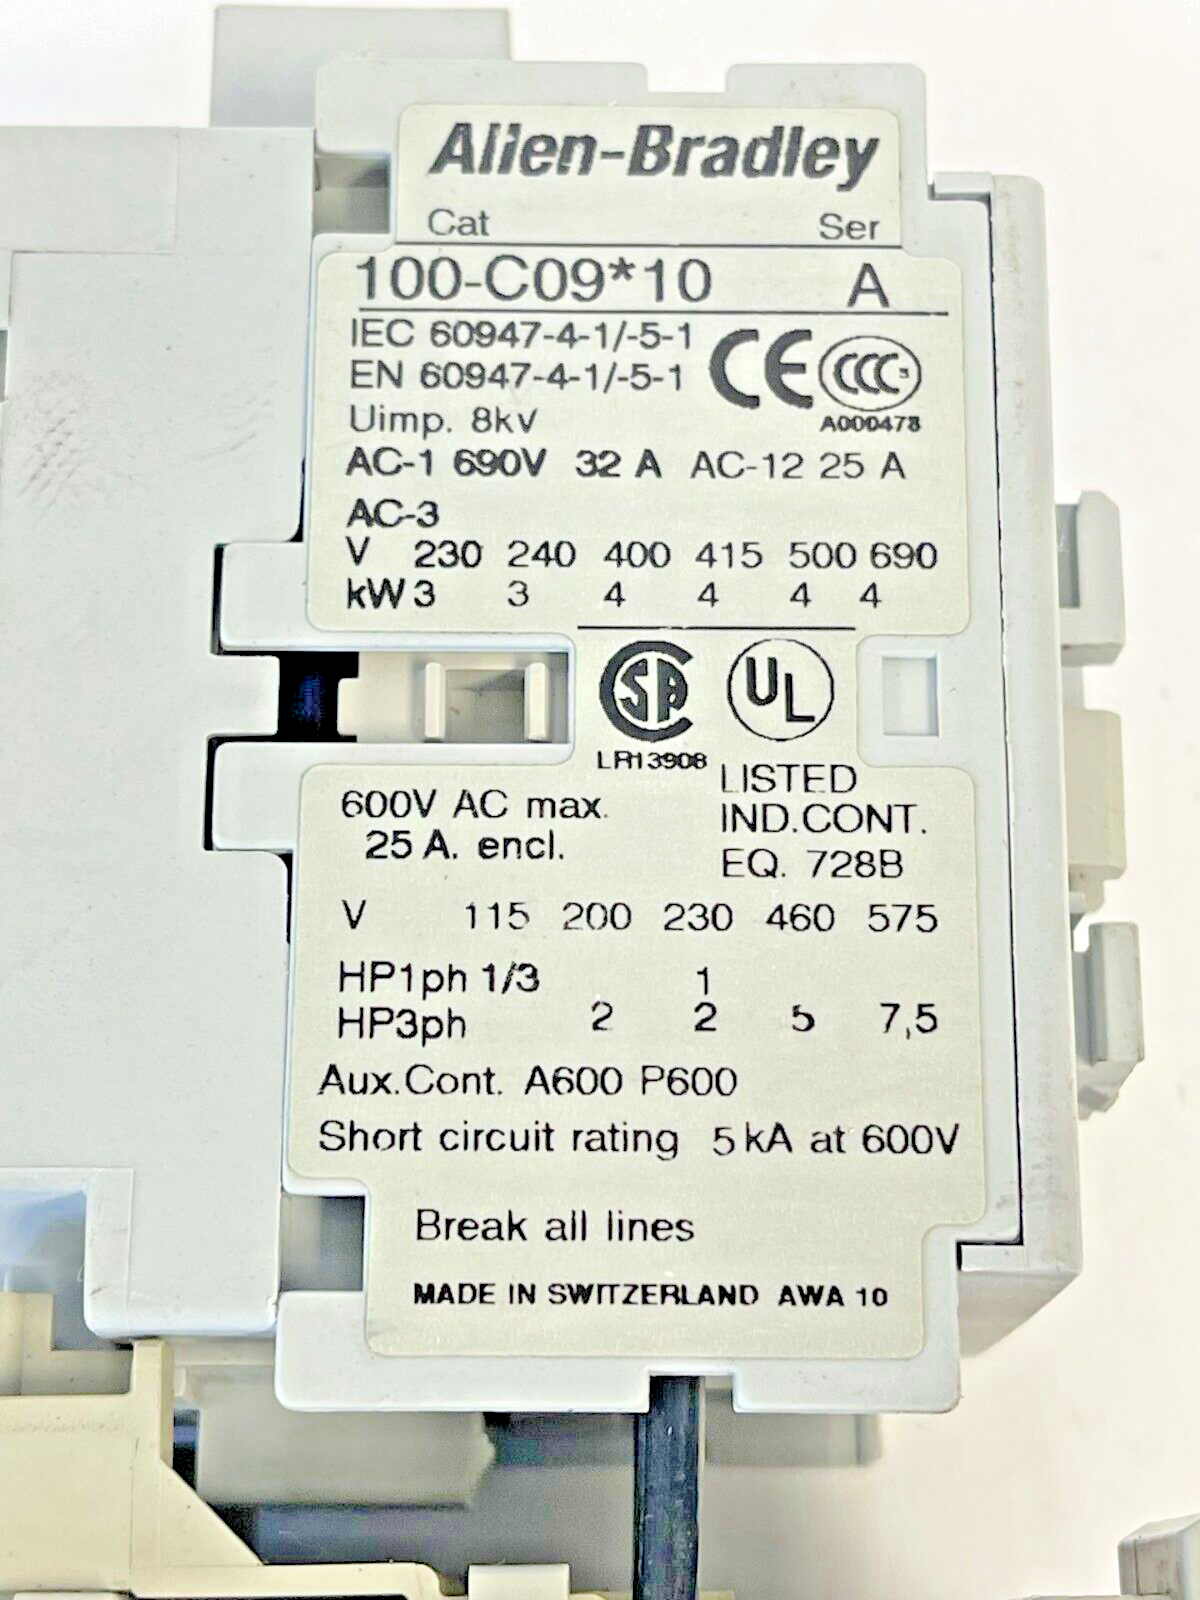 Allen-Bradley
Cat Ser
100-C09*10 A
IEC 60947-4-1/-5-1
EN 60947-4-1/-5-1
CE CCC S
A000478
Uimp. 8kV
AC-1 690V 32 A AC-12 25 A
AC-3
V 230 240 400 415 500 690
kW 3 3 4 4 4 4
SA UL
LR13908
LISTED
IND.CONT.
EQ. 728B
600V AC max.
25 A. encl.
V 115 200 230 460 575
HP1ph 1/3 1
HP3ph 2 2 5 7,5
Aux.Cont. A600 P600
Short circuit rating 5 kA at 600V
Break all lines
MADE IN SWITZERLAND AWA 10